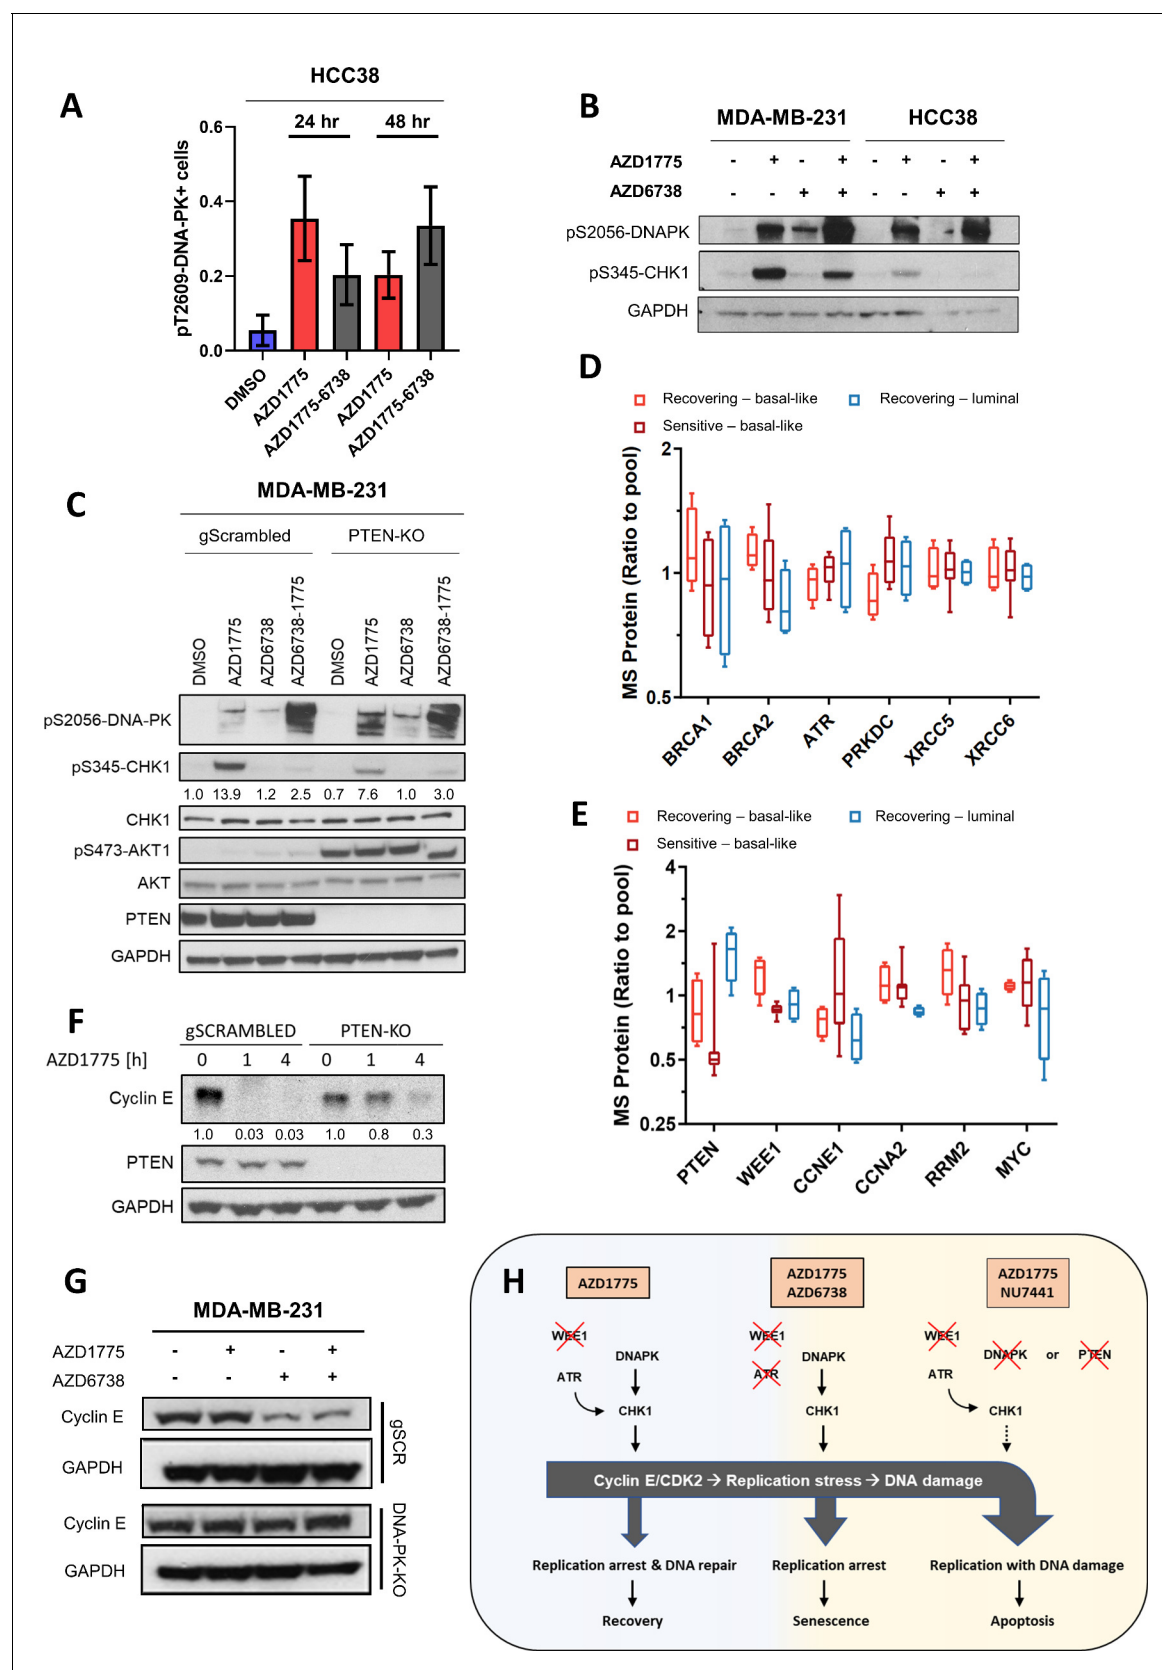 A
HCC38
24 hr
48 hr
pT2609-DNA-PK+ cells
0.6
0.4
0.2
0.0
DMSO
AZD1775
AZD1775-6738
AZD1775
AZD1775-6738
B
MDA-MB-231 HCC38
AZD1775 - + - + - + - +
AZD6738 - - + + - - + +
pS2056-DNAPK
pS345-CHK1
GAPDH
C
MDA-MB-231
gScrambled PTEN-KO
DMSO
AZD1775
AZD6738
AZD6738-1775
DMSO
AZD1775
AZD6738
AZD6738-1775
pS2056-DNA-PK
pS345-CHK1
1.0 13.9 1.2 2.5 0.7 7.6 1.0 3.0
CHK1
pS473-AKT1
AKT
PTEN
GAPDH
D
Recovering – basal-like
Recovering – luminal
Sensitive – basal-like
MS Protein (Ratio to pool)
2
1
0.5
BRCA1
BRCA2
ATR
PRKDC
XRCC5
XRCC6
E
Recovering – basal-like
Recovering – luminal
Sensitive – basal-like
MS Protein (Ratio to pool)
4
2
1
0.5
0.25
PTEN
WEE1
CCNE1
CCNA2
RRM2
MYC
F
gSCRAMBLED PTEN-KO
AZD1775 [h] 0 1 4 0 1 4
Cyclin E
1.0 0.03 0.03 1.0 0.8 0.3
PTEN
GAPDH
G
MDA-MB-231
AZD1775 - + - +
AZD6738 - - + +
Cyclin E
GAPDH
gSCR
Cyclin E
GAPDH
DNA-PK-KO
H
AZD1775
AZD1775
AZD6738
AZD1775
NU7441
WEE1
DNAPK
ATR
CHK1
WEE1
DNAPK
ATR
CHK1
WEE1
DNAPK or PTEN
ATR
CHK1
Cyclin E/CDK2 → Replication stress → DNA damage
Replication arrest & DNA repair
Replication arrest
Replication with DNA damage
Recovery
Senescence
Apoptosis